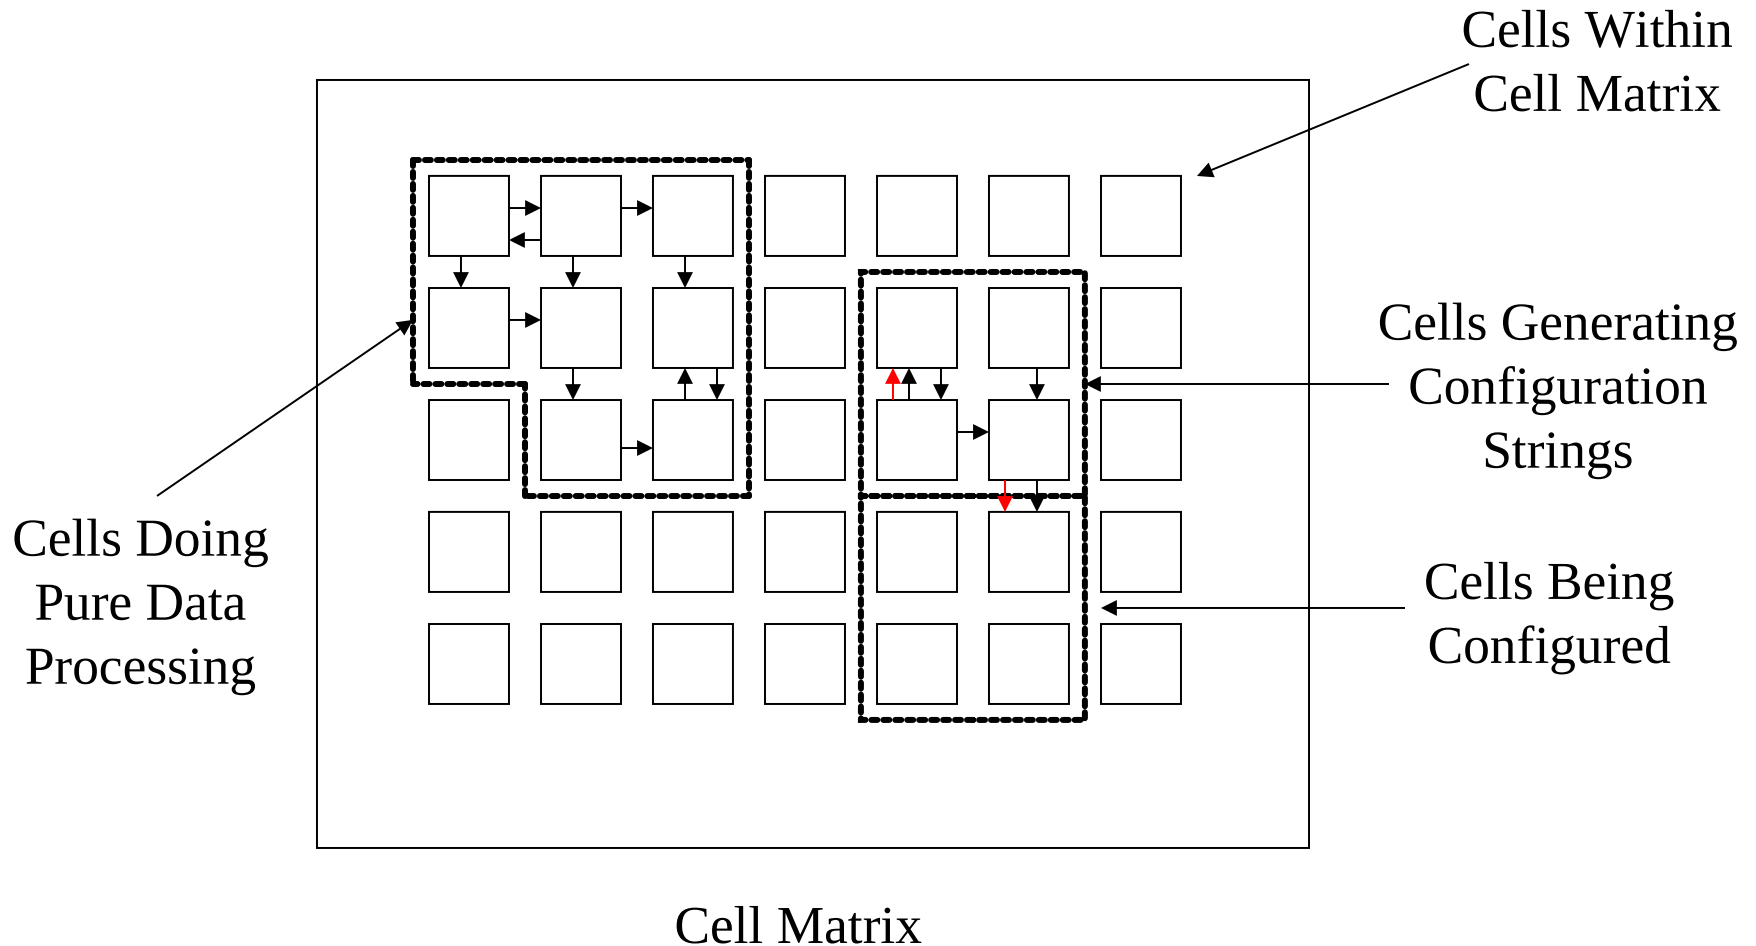 Cells Within
Cell Matrix
Cells Generating
Configuration
Strings
Cells Doing
Pure Data
Processing
Cells Being
Configured
Cell Matrix